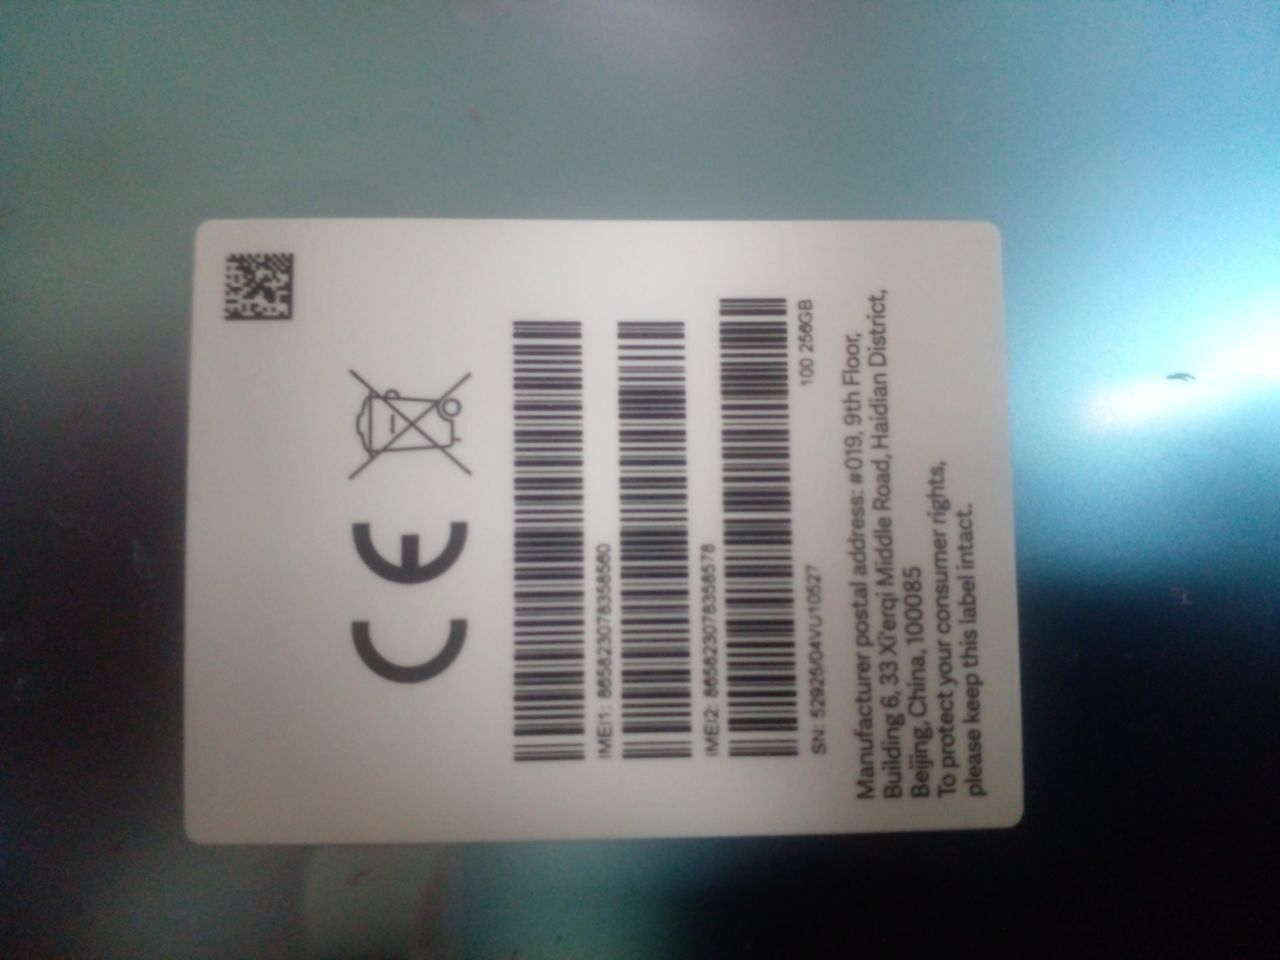 CE
IMEI1: 865823078358560
IMEI2: 865823078358578
SN: 52925/04VU10527
100 256GB
Manufacturer postal address: #019, 9th Floor,
Building 6, 33 Xi'erqi Middle Road, Haidian District,
Beijing, China, 100085
To protect your consumer rights,
please keep this label intact.